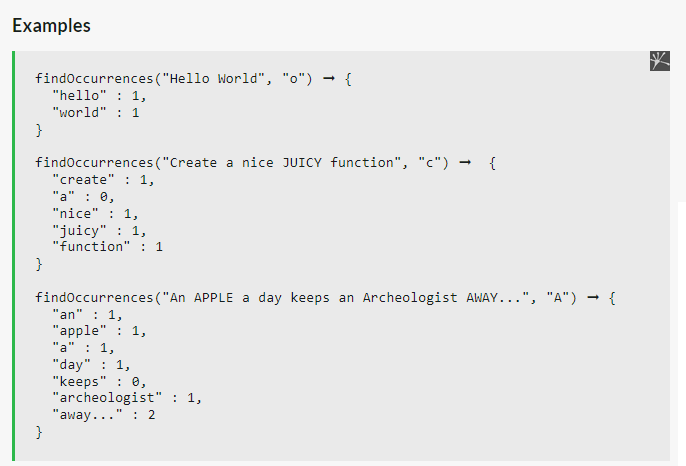 Examples
findOccurrences("Hello World", "o") ➞ {
"hello" : 1,
"world" : 1
}
findOccurrences("Create a nice JUICY function", "c") ➞  {
"create" : 1,
"a" : 0,
"nice" : 1,
"juicy" : 1,
"function" : 1
}
findOccurrences("An APPLE a day keeps an Archeologist AWAY...", "A") ➞ {
"an" : 1,
"apple" : 1,
"a" : 1,
"day" : 1,
"keeps" : 0,
"archeologist" : 1,
"away..." : 2
}